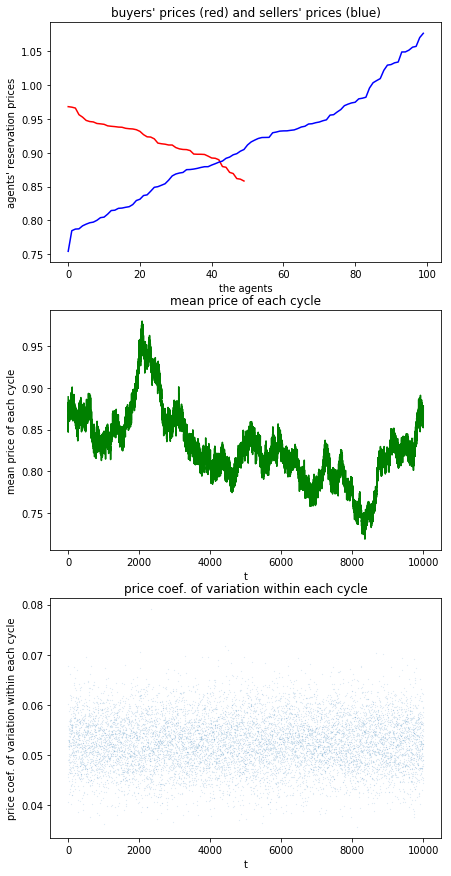 buyers' prices (red) and sellers' prices (blue)
agents' reservation prices
1.05
1.00
0.95
0.90
0.85
0.80
0.75
0 20 40 60 80 100
the agents
mean price of each cycle
mean price of each cycle
0.95
0.90
0.85
0.80
0.75
0 2000 4000 6000 8000 10000
t
price coef. of variation within each cycle
price coef. of variation within each cycle
0.08
0.07
0.06
0.05
0.04
0 2000 4000 6000 8000 10000
t